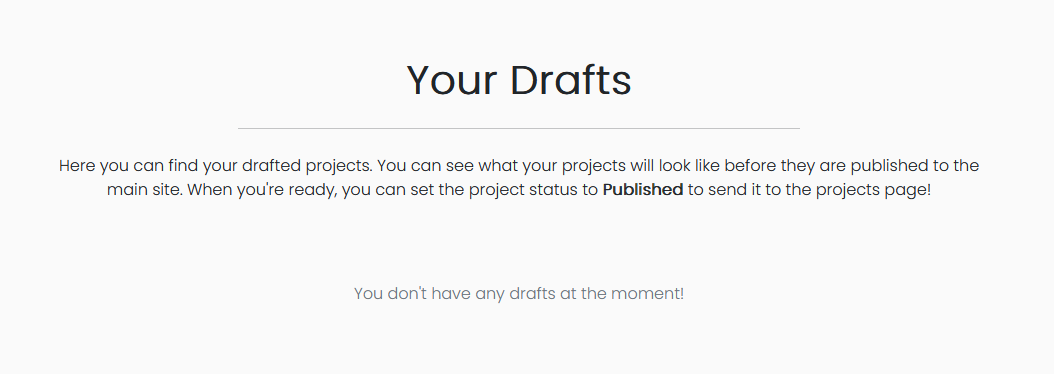 Your Drafts
Here you can find your drafted projects. You can see what your projects will look like before they are published to the
main site. When you're ready, you can set the project status to Published to send it to the projects page!
You don't have any drafts at the moment!